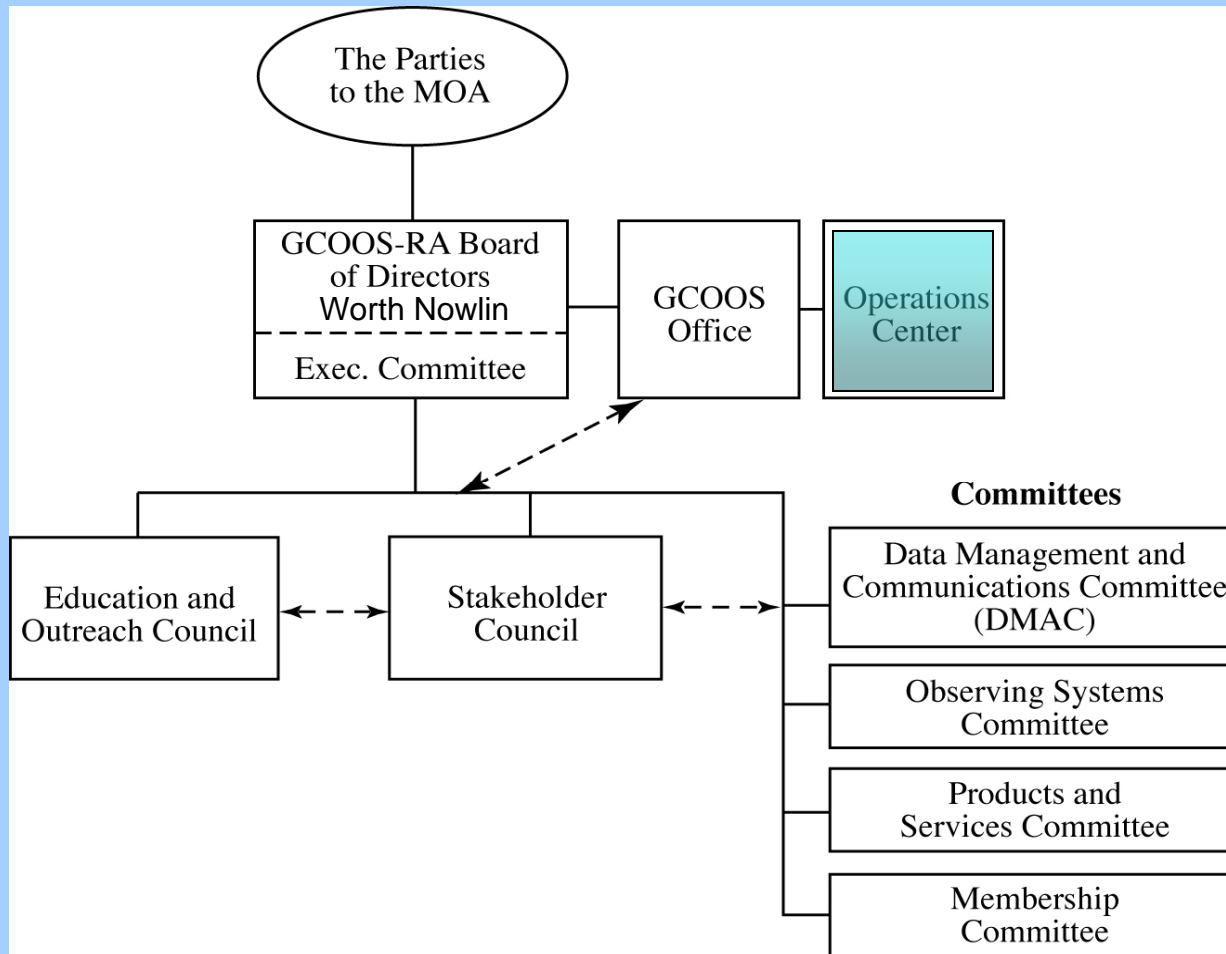 The Parties
to the MOA
GCOOS-RA Board
of Directors
Worth Nowlin
Exec. Committee
GCOOS
Office
Operations
Center
Committees
Education and
Outreach Council
Stakeholder
Council
Data Management and
Communications Committee
(DMAC)
Observing Systems
Committee
Products and
Services Committee
Membership
Committee